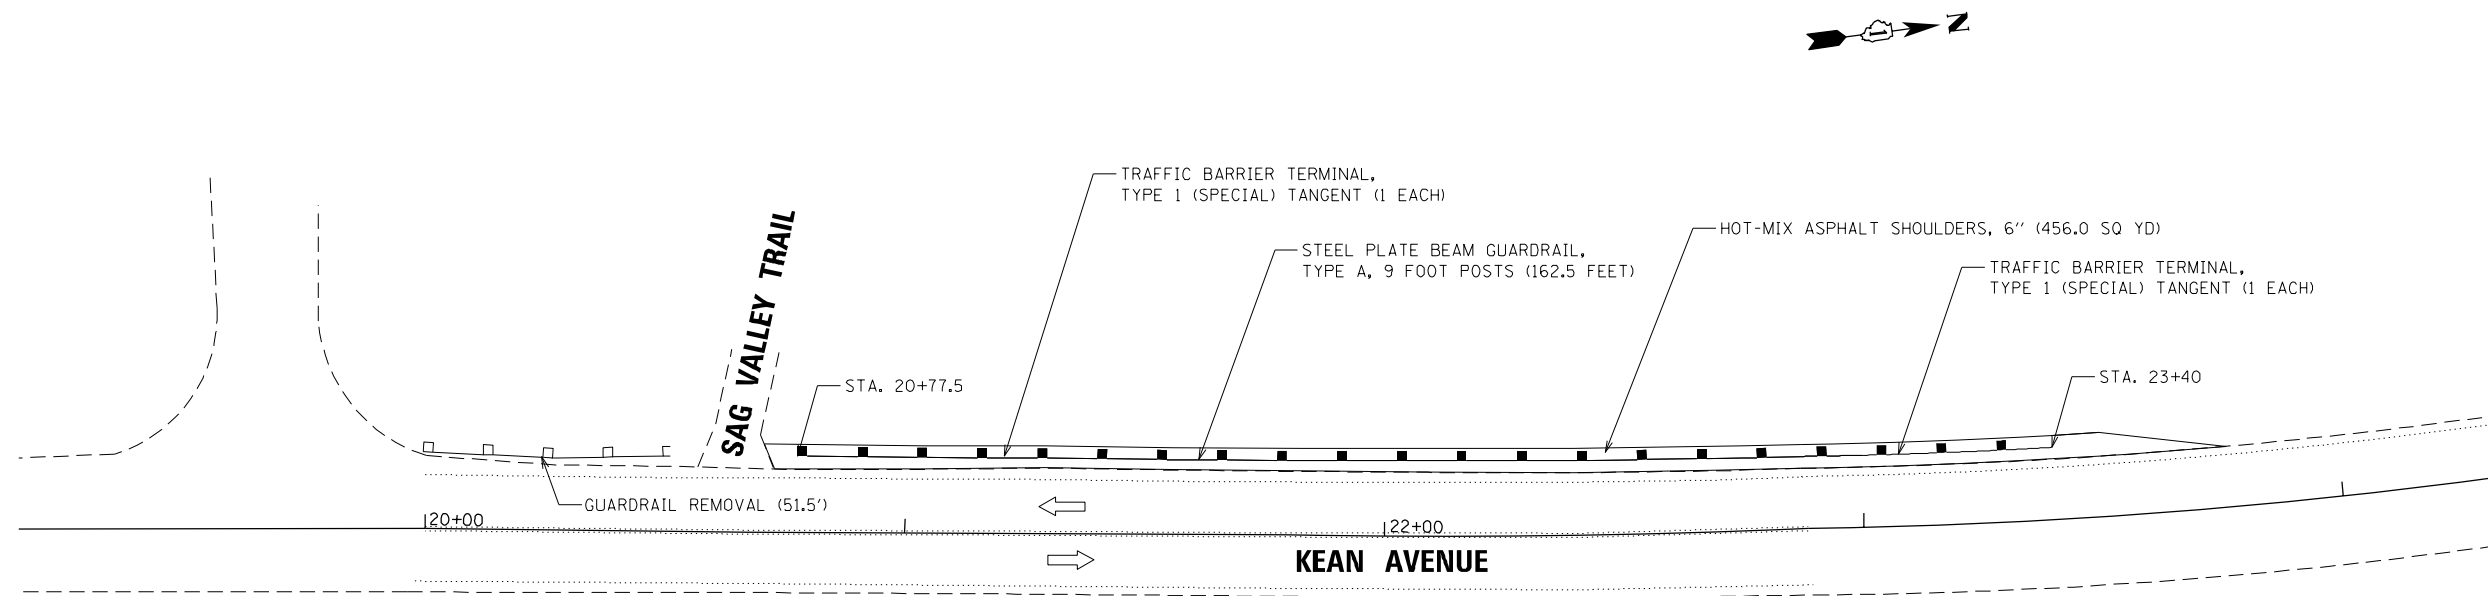 N
1
TRAFFIC BARRIER TERMINAL,
TYPE 1 (SPECIAL) TANGENT (1 EACH)
HOT-MIX ASPHALT SHOULDERS, 6" (456.0 SQ YD)
STEEL PLATE BEAM GUARDRAIL,
TYPE A, 9 FOOT POSTS (162.5 FEET)
TRAFFIC BARRIER TERMINAL,
TYPE 1 (SPECIAL) TANGENT (1 EACH)
SAG VALLEY TRAIL
STA. 20+77.5
STA. 23+40
GUARDRAIL REMOVAL (51.5')
20+00
22+00
KEAN AVENUE